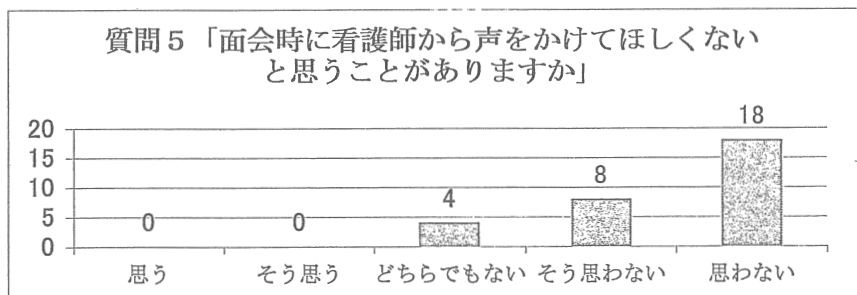 質問５「面会時に看護師から声をかけてほしくない
と思うことがありますか」
20
15
10
5
0
0
0
4
8
18
思う
そう思う
どちらでもない
そう思わない
思わない